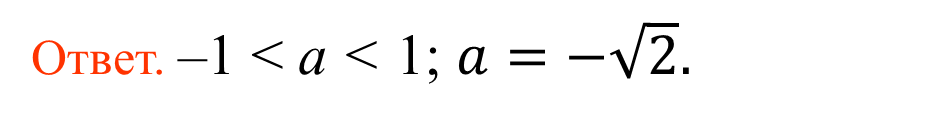 Ответ. –1 < a < 1; a = −√2.